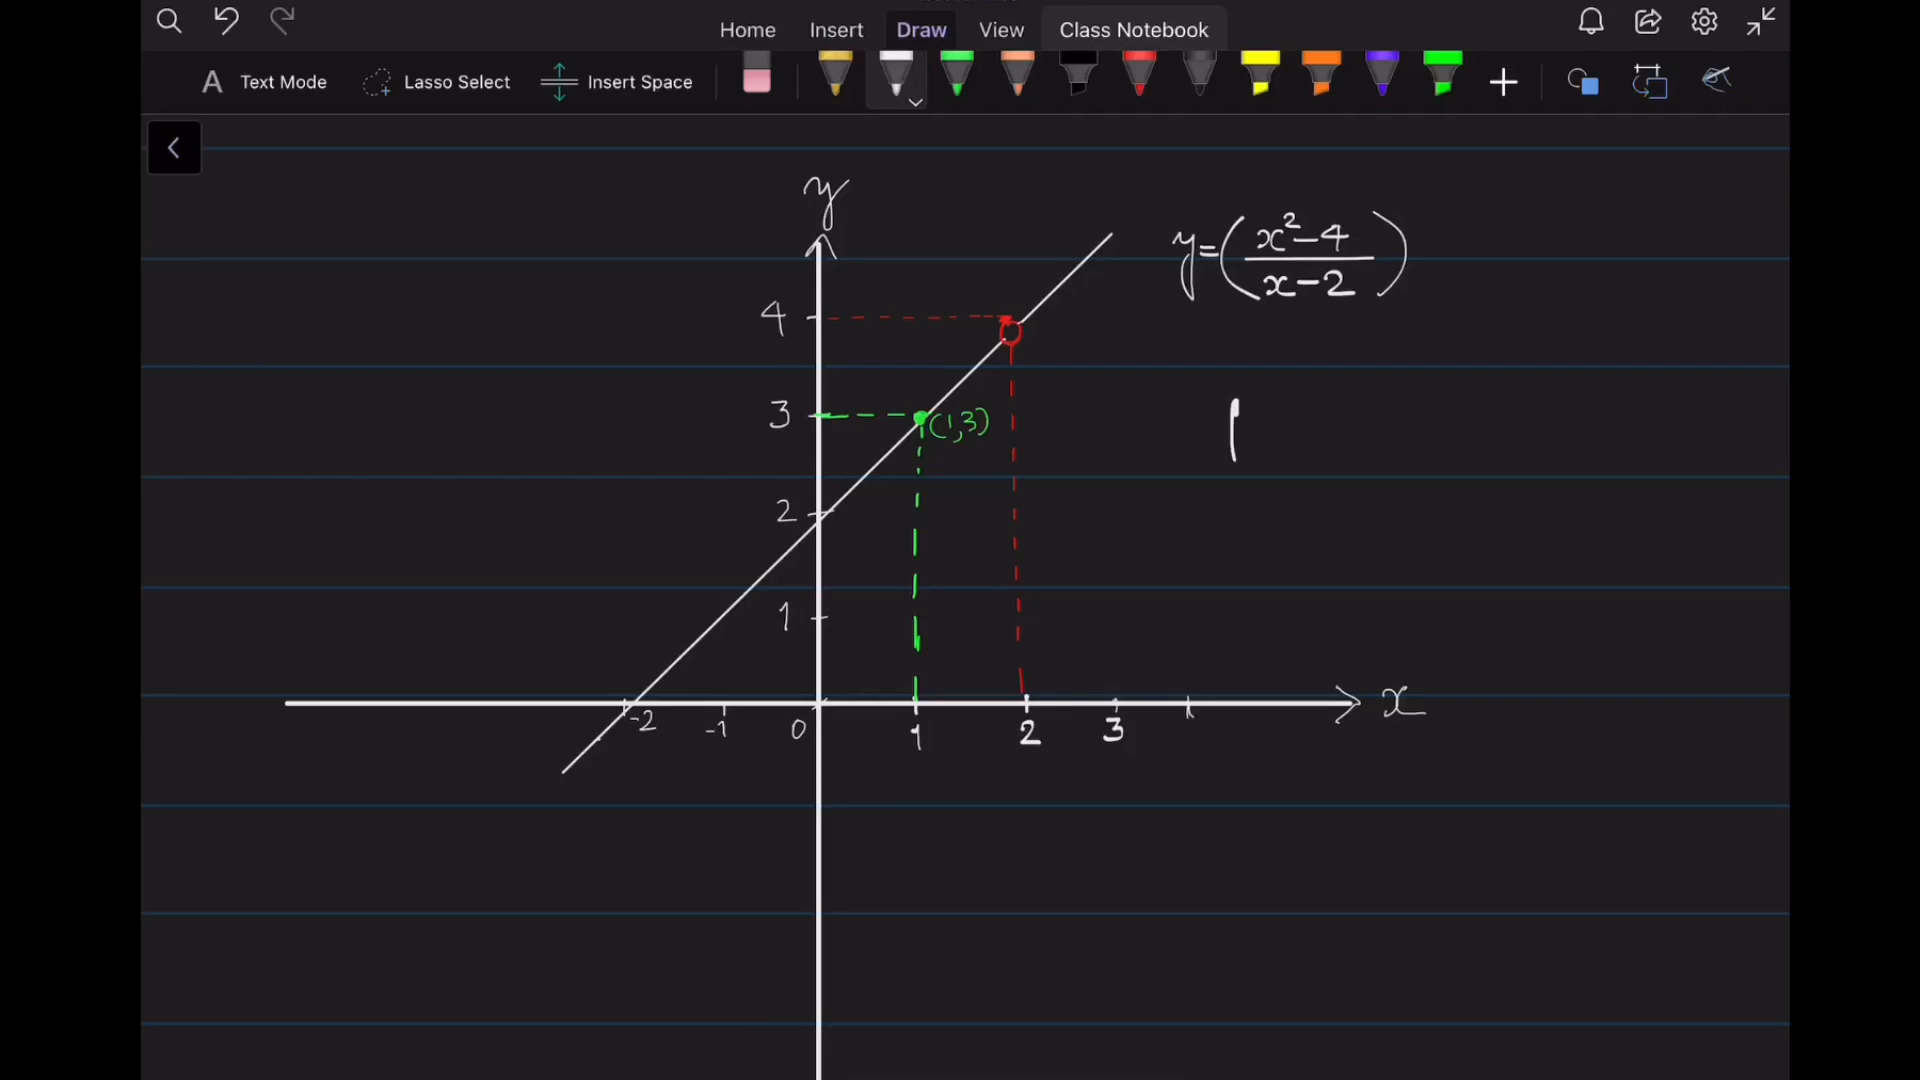 Home Insert Draw View Class Notebook
A Text Mode Lasso Select Insert Space
y
y=(x²-4/x-2)
4
3 (1,3)
2
1
-2 -1 0 1 2 3 x